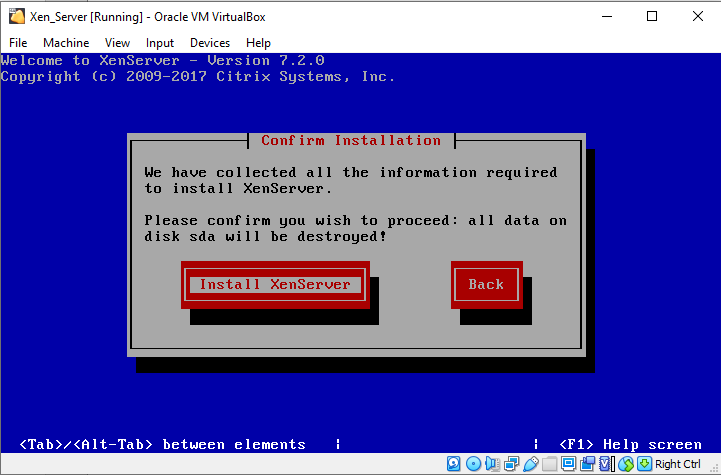 Xen_Server [Running] - Oracle VM VirtualBox
File Machine View Input Devices Help
Welcome to XenServer - Version 7.2.0
Copyright (c) 2009-2017 Citrix Systems, Inc.
Confirm Installation
We have collected all the information required
to install XenServer.
Please confirm you wish to proceed: all data on
disk sda will be destroyed!
Install XenServer Back
<Tab>/<Alt-Tab> between elements | | <F1> Help screen
Right Ctrl